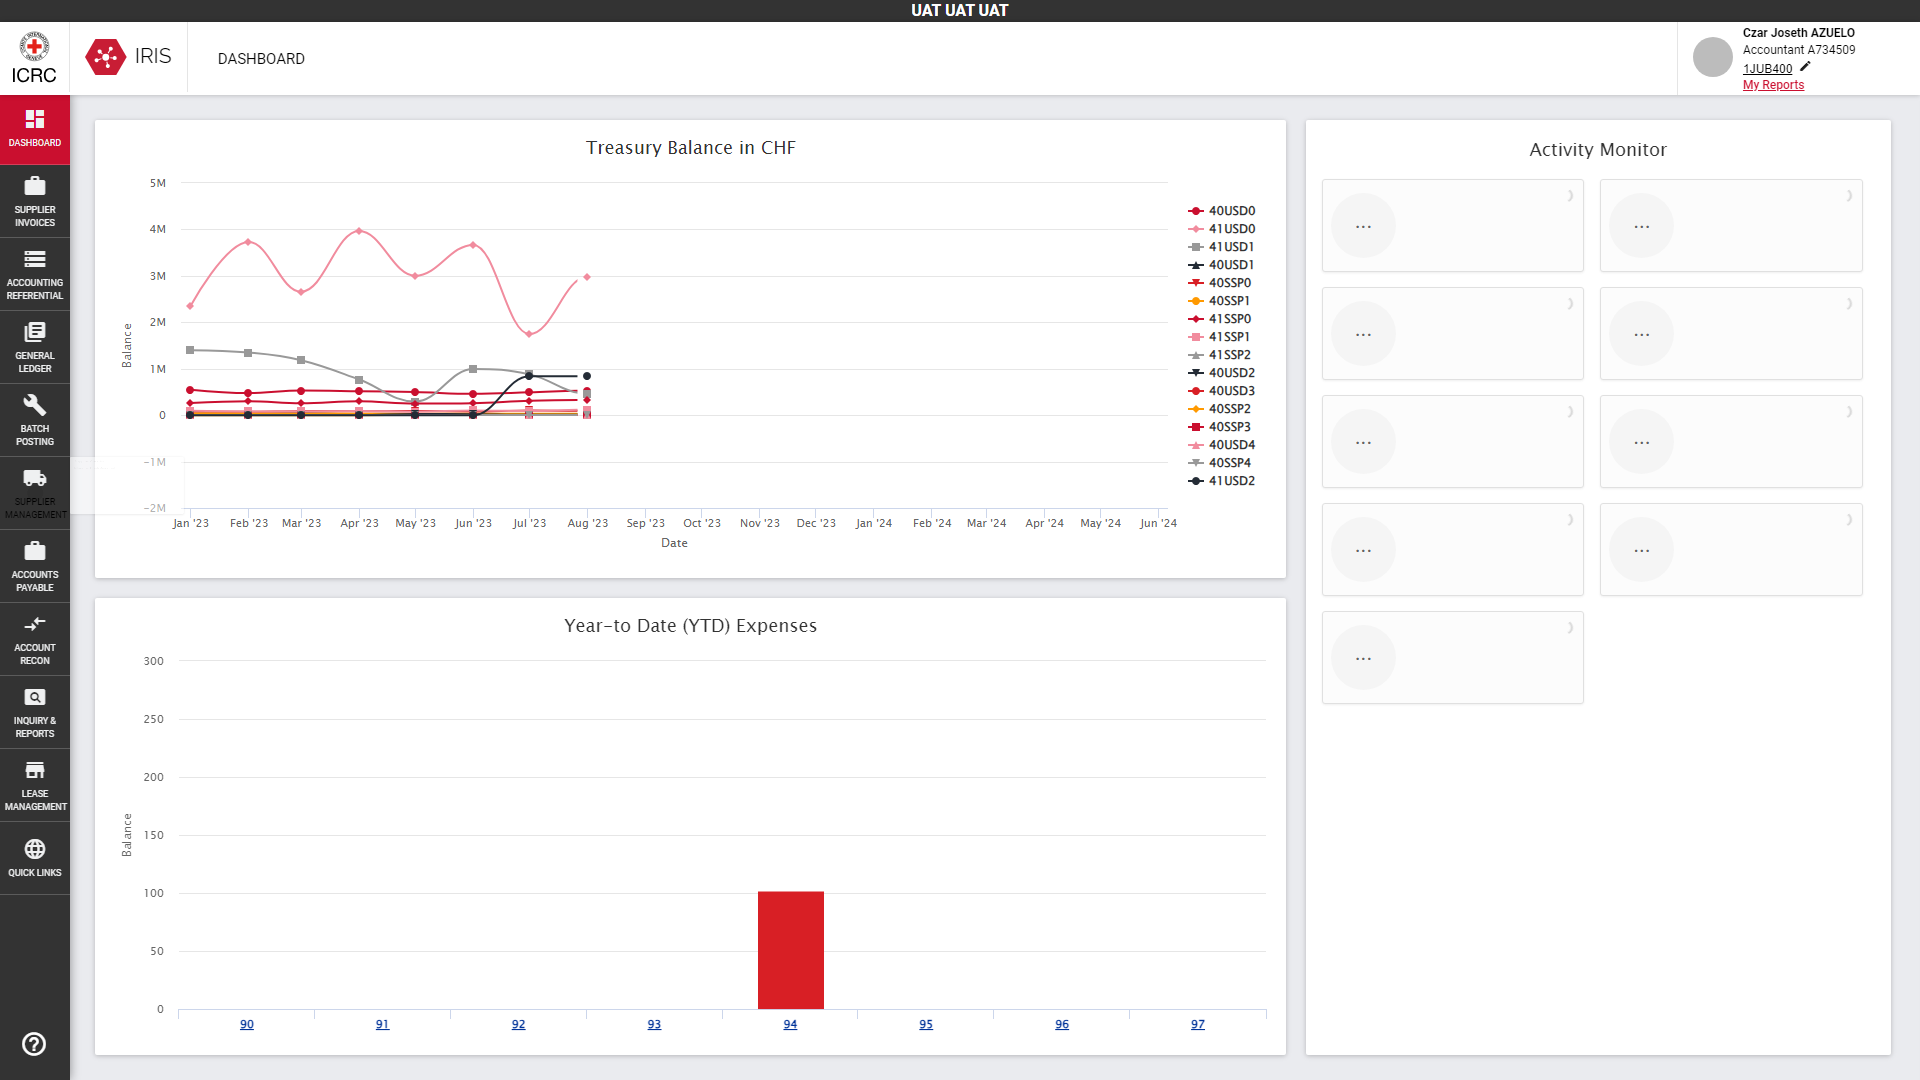 UAT UAT UAT
ICRC
IRIS
DASHBOARD
Czar Joseth AZUELO
Accountant A734509
1JUB400
My Reports
DASHBOARD
SUPPLIER
INVOICES
ACCOUNTING
REFERENTIAL
GENERAL
LEDGER
BATCH
POSTING
SUPPLIER
MANAGEMENT
ACCOUNTS
PAYABLE
ACCOUNT
RECON
INQUIRY &
REPORTS
LEASE
MANAGEMENT
QUICK LINKS
Treasury Balance in CHF
Balance
5M
4M
3M
2M
1M
0
-1M
-2M
Jan '23 Feb '23 Mar '23 Apr '23 May '23 Jun '23 Jul '23 Aug '23 Sep '23 Oct '23 Nov '23 Dec '23 Jan '24 Feb '24 Mar '24 Apr '24 May '24 Jun '24
Date
40USD0
41USD0
41USD1
40USD1
40SSP0
40SSP1
41SSP0
41SSP1
41SSP2
40USD2
40USD3
40SSP2
40SSP3
40USD4
40SSP4
41USD2
Year-to Date (YTD) Expenses
Balance
300
250
200
150
100
50
0
90 91 92 93 94 95 96 97
Activity Monitor
... ...
... ...
... ...
... ...
...